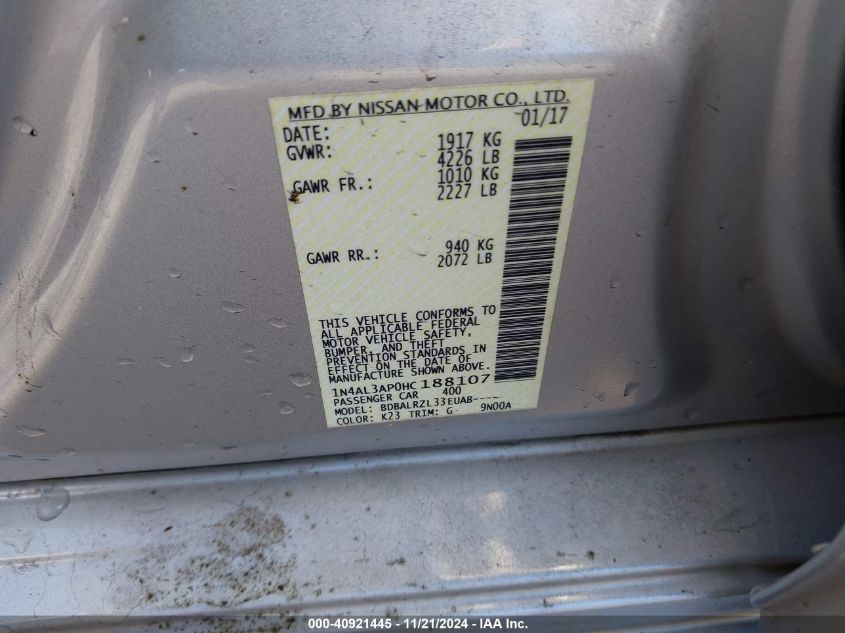 MFD BY NISSAN MOTOR CO., LTD.
DATE: 01/17
GVWR: 1917 KG
4226 LB
GAWR FR.: 1010 KG
2227 LB
GAWR RR.: 940 KG
2072 LB
THIS VEHICLE CONFORMS TO
ALL APPLICABLE FEDERAL
MOTOR VEHICLE SAFETY,
BUMPER, AND THEFT
PREVENTION STANDARDS IN
EFFECT ON THE DATE OF
MANUFACTURE SHOWN ABOVE.
1N4AL3AP0HC188107
PASSENGER CAR 400
MODEL: BDBALRZL33EUAB----
COLOR: K23 TRIM: G 9N00A
000-40921445 - 11/21/2024 - IAA Inc.